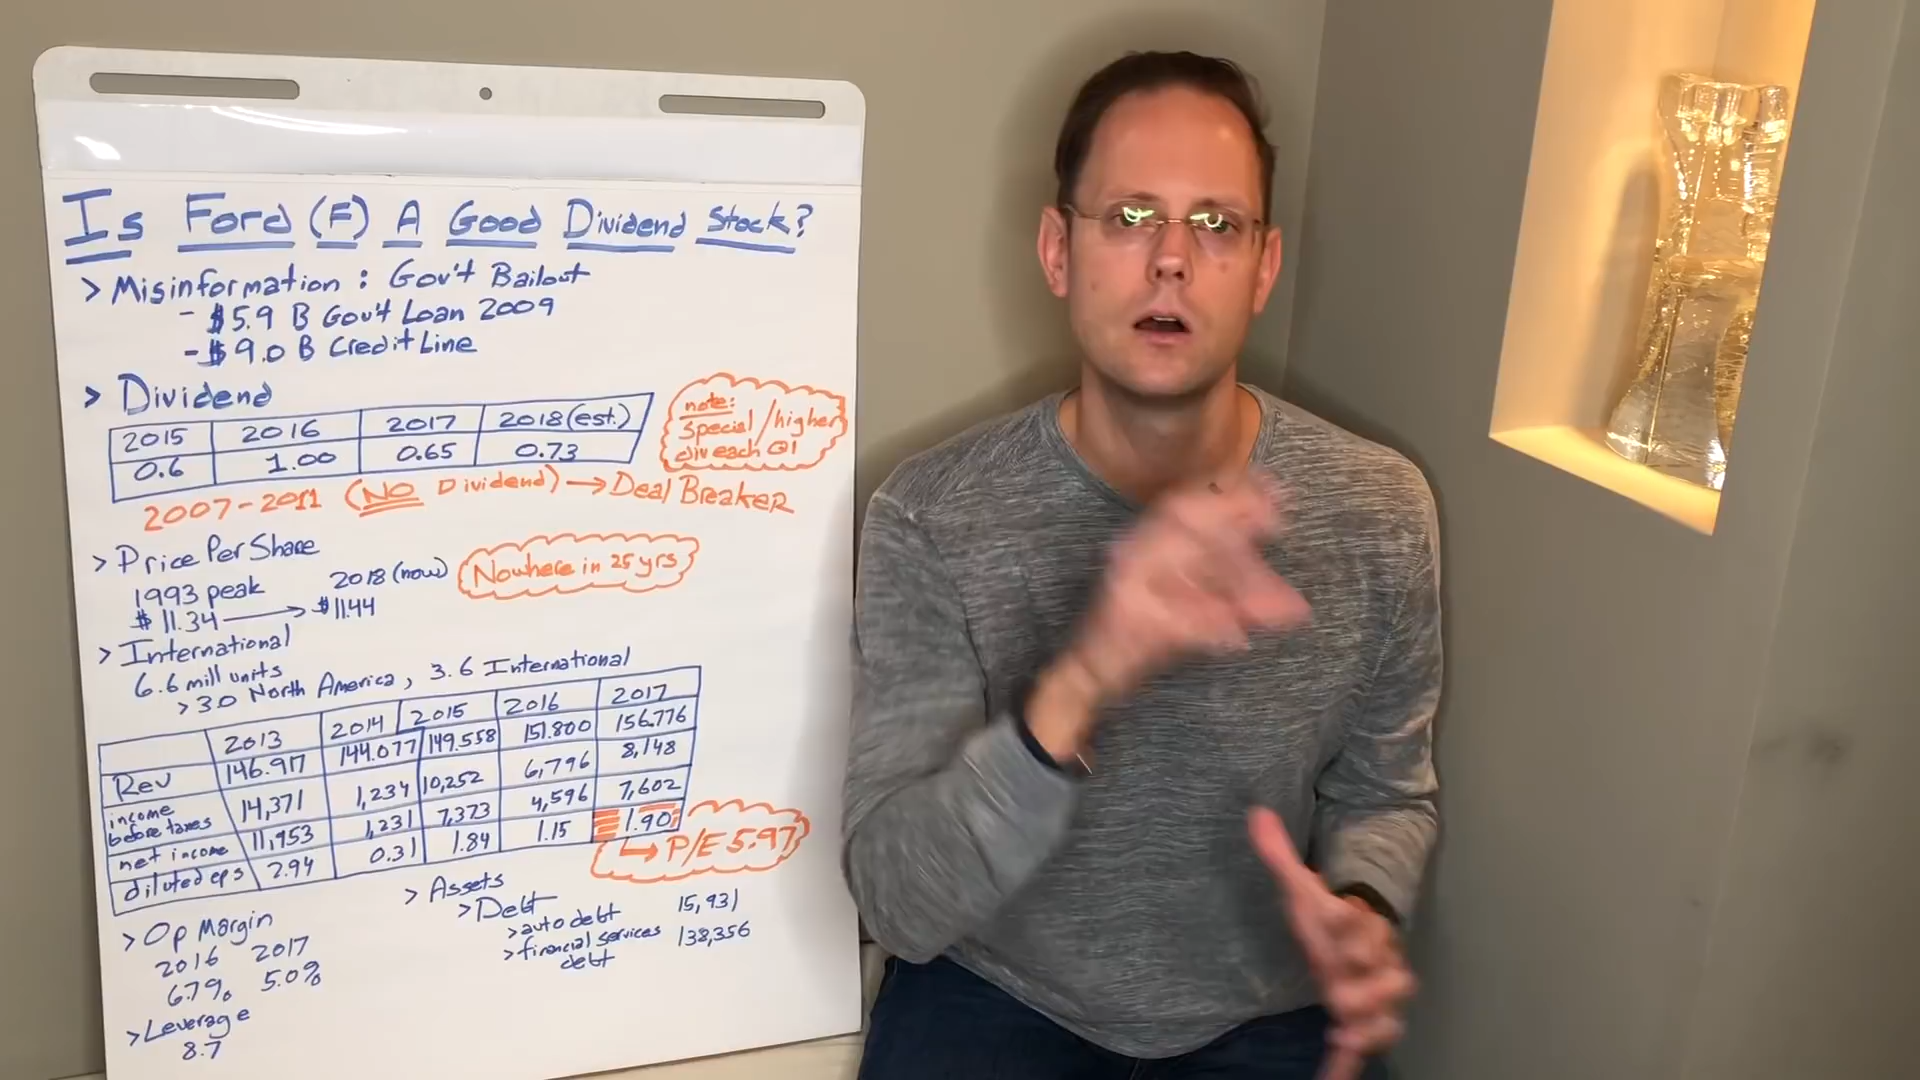 Is Ford (F) A Good Dividend Stock?
> Misinformation : Gov't Bailout
- $5.9 B Gov't Loan 2009
- $9.0 B Credit Line
> Dividend
2015 2016 2017 2018 (est.)
0.6 1.00 0.65 0.73
note:
Special / higher
div each Q1
2007-2011 (NO Dividend) → Deal Breaker
> Price Per Share
1993 peak 2018 (now)
$11.34 → $11.44
Nowhere in 25 yrs
> International
6.6 mill units
> 3.0 North America, 3.6 International
2013 2014 2015 2016 2017
Rev 146.917 144.077 149.558 151.800 156.776
income before taxes 14,371 1,234 10,252 6,796 8,148
net income 11,953 1,231 7,373 4,596 7,602
diluted eps 2.94 0.31 1.84 1.15 1.90
→ P/E 5.97
> Op Margin
2016 2017
6.7% 5.0%
> Leverage
8.7
> Assets
> Debt
> auto debt 15,931
> financial services 138,356
debt